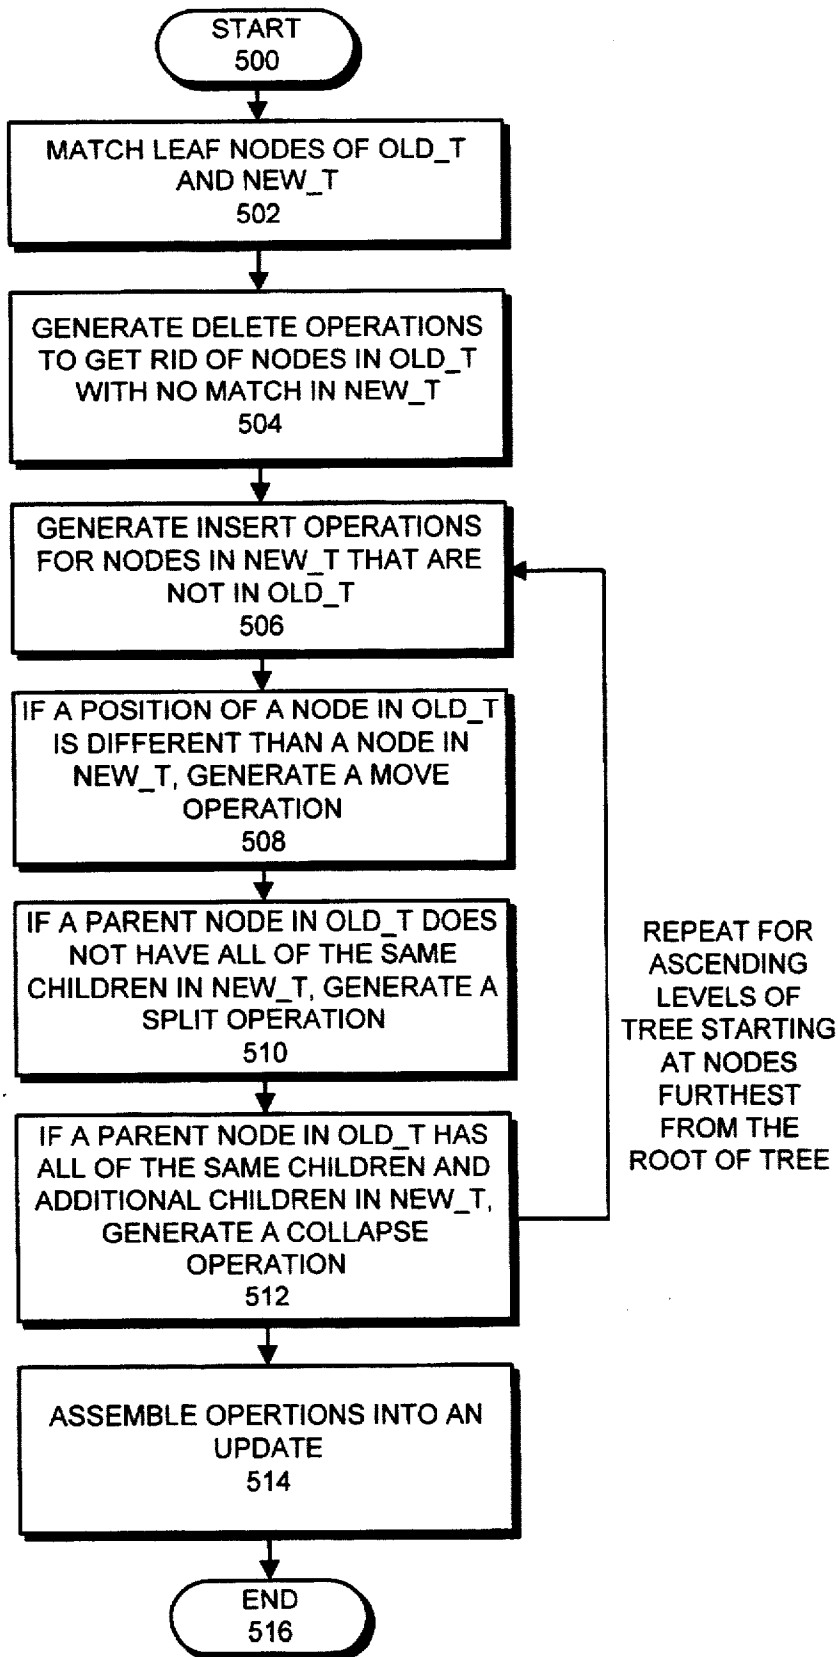 START
500
MATCH LEAF NODES OF OLD_T
AND NEW_T
502
GENERATE DELETE OPERATIONS
TO GET RID OF NODES IN OLD_T
WITH NO MATCH IN NEW_T
504
GENERATE INSERT OPERATIONS
FOR NODES IN NEW_T THAT ARE
NOT IN OLD_T
506
IF A POSITION OF A NODE IN OLD_T
IS DIFFERENT THAN A NODE IN
NEW_T, GENERATE A MOVE
OPERATION
508
IF A PARENT NODE IN OLD_T DOES
NOT HAVE ALL OF THE SAME
CHILDREN IN NEW_T, GENERATE A
SPLIT OPERATION
510
IF A PARENT NODE IN OLD_T HAS
ALL OF THE SAME CHILDREN AND
ADDITIONAL CHILDREN IN NEW_T,
GENERATE A COLLAPSE
OPERATION
512
REPEAT FOR
ASCENDING
LEVELS OF
TREE STARTING
AT NODES
FURTHEST
FROM THE
ROOT OF TREE
ASSEMBLE OPERTIONS INTO AN
UPDATE
514
END
516